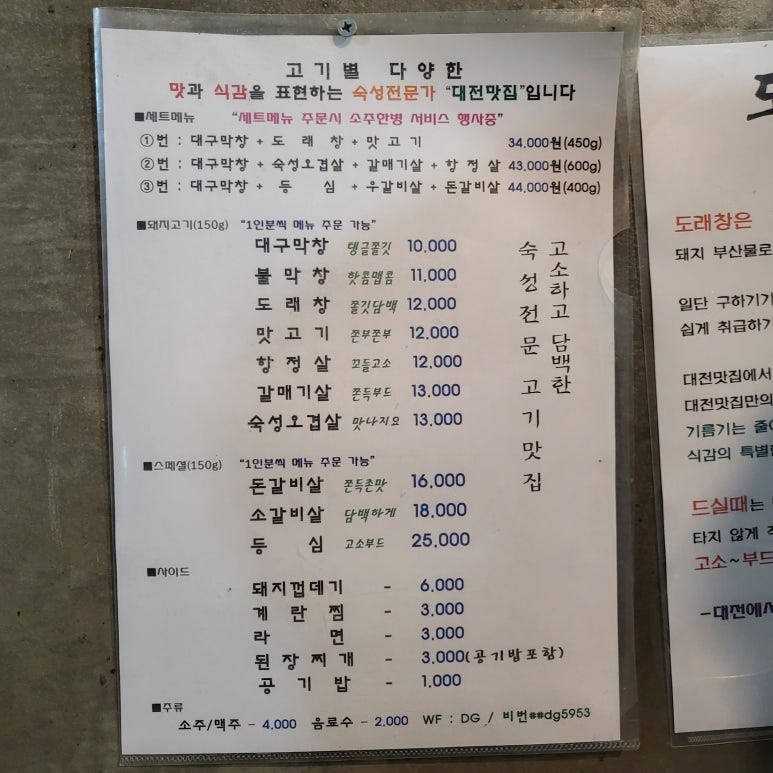 고기별 다양한
맛과 식감을 표현하는 숙성전문가 "대전맛집"입니다
■세트메뉴 "세트메뉴 주문시 소주한병 서비스 행사중"
①번 : 대구막창 + 도 래 창 + 맛 고 기 34,000원(450g)
②번 : 대구막창 + 숙성오겹살 + 갈매기살 + 항 정 살 43,000원(600g)
③번 : 대구막창 + 등 심 + 우갈비살 + 돈갈비살 44,000원(400g)
■돼지고기(150g) "1인분씩 메뉴 주문 가능"
대구막창 탱글쫄깃 10,000
불 막 창 핫콤맵콤 11,000
도 래 창 쫄깃담백 12,000
맛 고 기 쫀부쫀부 12,000
항 정 살 꼬들고소 12,000
갈매기살 쫀득부드 13,000
숙성오겹살 맛나지요 13,000
고소하고 담백한
숙성전문 고기맛집
■스페셜(150g) "1인분씩 메뉴 주문 가능"
돈갈비살 쫀득존맛 16,000
소갈비살 담백하게 18,000
등 심 고소부드 25,000
■사이드
돼지껍데기 - 6,000
계 란 찜 - 3,000
라 면 - 3,000
된 장 찌 개 - 3,000(공기밥포함)
공 기 밥 - 1,000
■주류
소주/맥주 - 4,000 음료수 - 2,000 WF : DG / 비번##dg5953
도래창은
돼지 부산물로
일단 구하기가
쉽게 취급하기
대전맛집에서
대전맛집만의
기름기는 줄
식감의 특별
드실때는
타지 않게
고소~부드
-대전에서